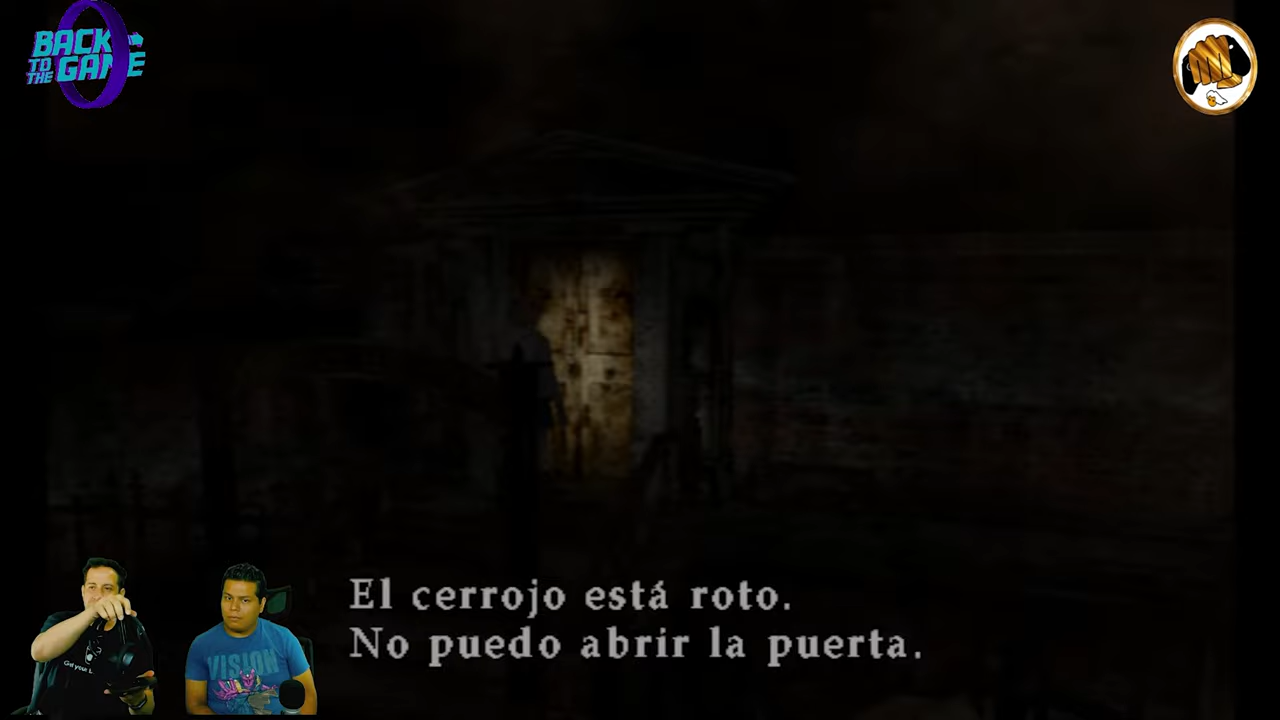 BACK
TO
THE
GAME
El cerrojo está roto.
No puedo abrir la puerta.
VISION